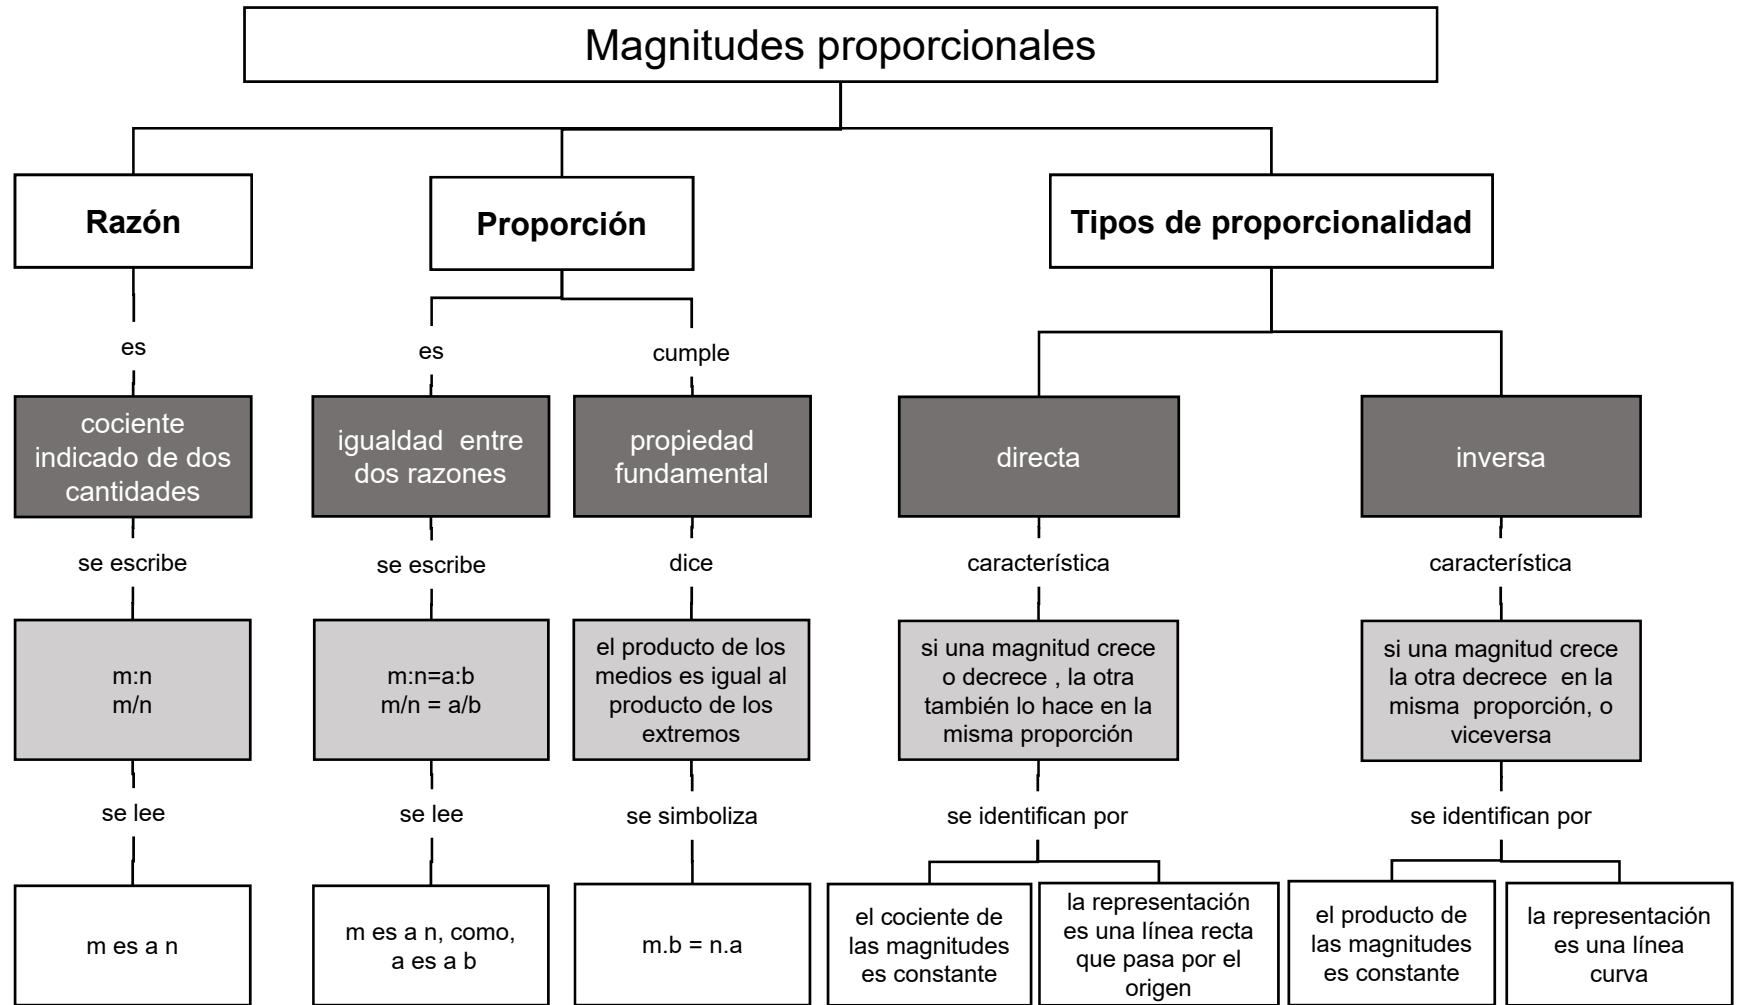 Magnitudes proporcionales
Razón
Proporción
Tipos de proporcionalidad
es
es
cumple
cociente
indicado de dos
cantidades
igualdad entre
dos razones
propiedad
fundamental
directa
inversa
se escribe
se escribe
dice
característica
característica
m:n
m/n
m:n=a:b
m/n = a/b
el producto de los
medios es igual al
producto de los
extremos
si una magnitud crece
o decrece , la otra
también lo hace en la
misma proporción
si una magnitud crece
la otra decrece en la
misma proporción, o
viceversa
se lee
se lee
se simboliza
se identifican por
se identifican por
m es a n
m es a n, como,
a es a b
m.b = n.a
el cociente de
las magnitudes
es constante
la representación
es una línea recta
que pasa por el
origen
el producto de
las magnitudes
es constante
la representación
es una línea
curva